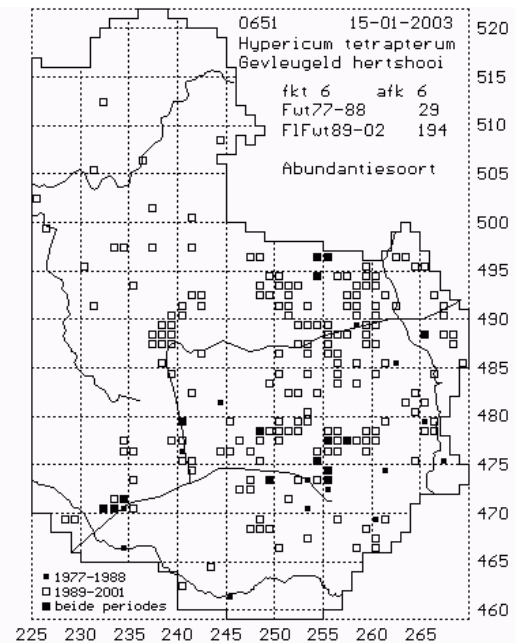 0651 15-01-2003
Hypericum tetrapterum
Gevleugeld hertshooi
fkt 6 afk 6
Fut77-88 29
FlFut89-02 194
Abundantiesoort
520
515
510
505
500
495
490
485
480
475
470
465
460
1977-1988
1989-2001
beide periodes
225 230 235 240 245 250 255 260 265